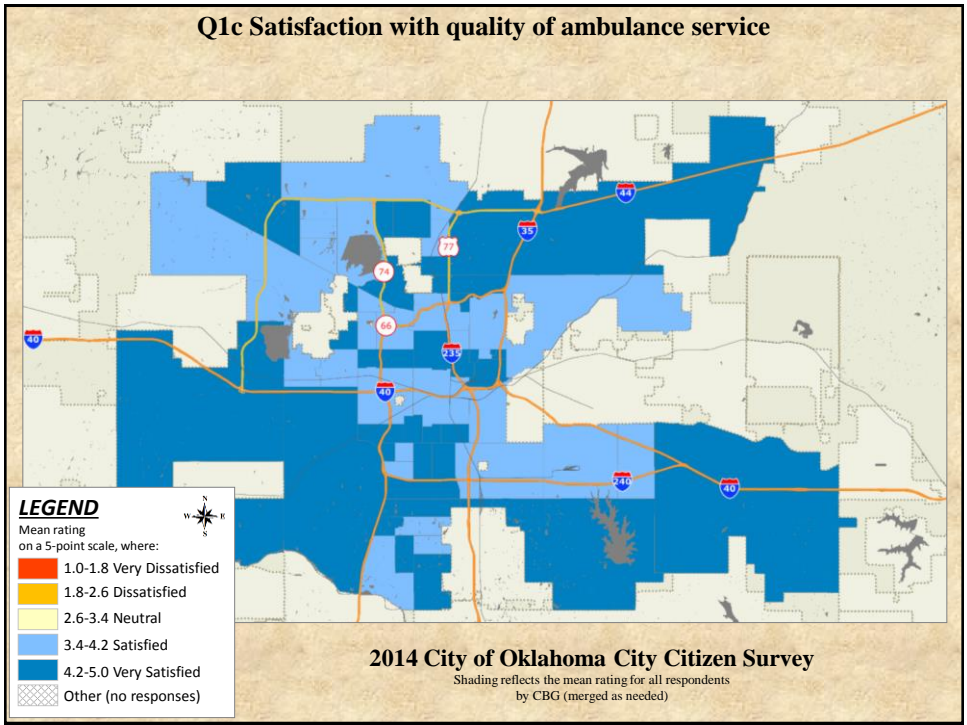 Q1c Satisfaction with quality of ambulance service
44
35
77
74
66
40
235
40
240
40
LEGEND
N
W E
S
Mean rating
on a 5-point scale, where:
1.0-1.8 Very Dissatisfied
1.8-2.6 Dissatisfied
2.6-3.4 Neutral
3.4-4.2 Satisfied
4.2-5.0 Very Satisfied
Other (no responses)
2014 City of Oklahoma City Citizen Survey
Shading reflects the mean rating for all respondents
by CBG (merged as needed)